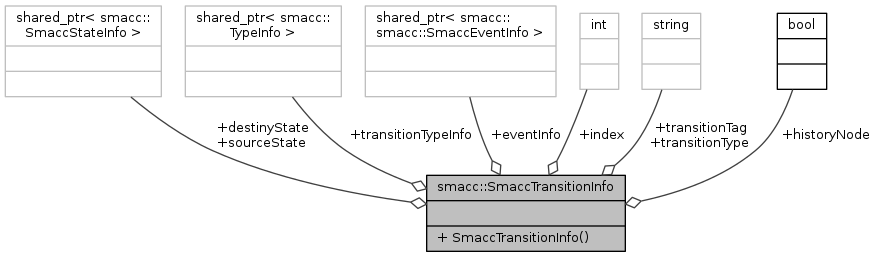 shared_ptr< smacc::
SmaccStateInfo >
shared_ptr< smacc::
TypeInfo >
shared_ptr< smacc::
smacc::SmaccEventInfo >
int
string
bool
+destinyState
+sourceState
+transitionTypeInfo
+eventInfo
+index
+transitionTag
+transitionType
+historyNode
smacc::SmaccTransitionInfo
+ SmaccTransitionInfo()